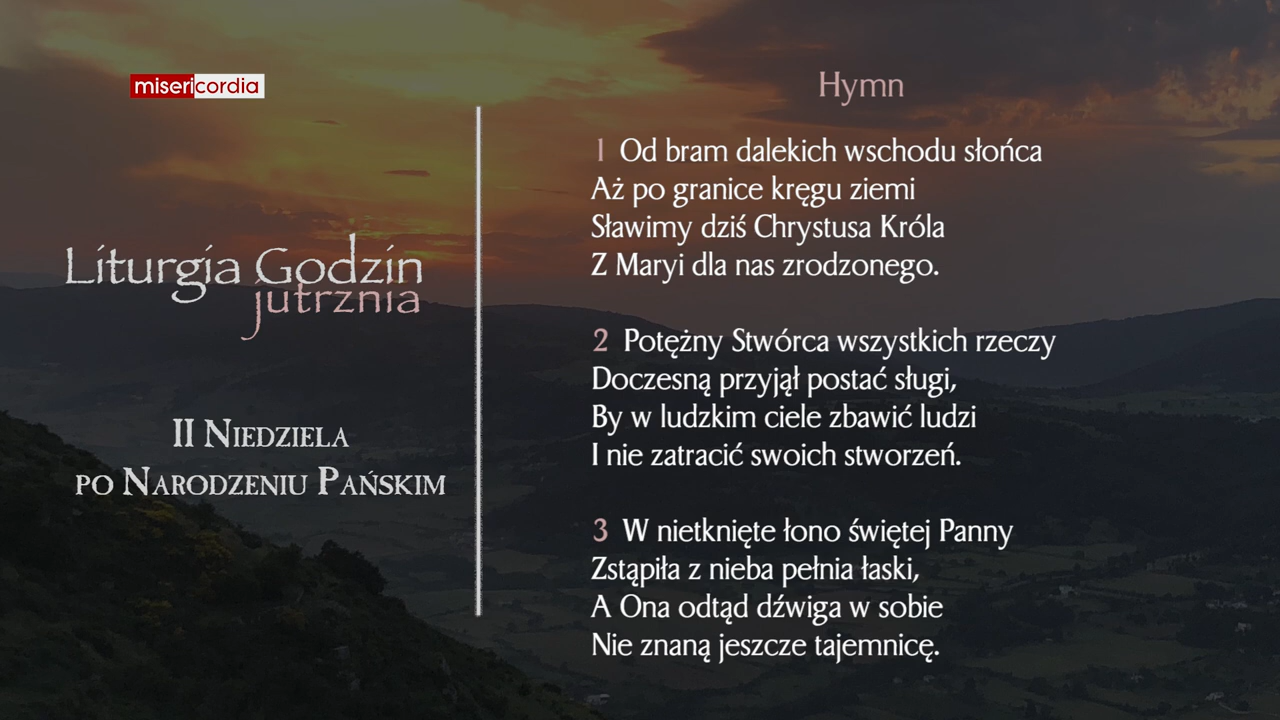 misericordia
Liturgia Godzin
jutrznia
II Niedziela
po Narodzeniu Pańskim
Hymn
1 Od bram dalekich wschodu słońca
Aż po granice kręgu ziemi
Sławimy dziś Chrystusa Króla
Z Maryi dla nas zrodzonego.
2 Potężny Stwórca wszystkich rzeczy
Doczesną przyjął postać sługi,
By w ludzkim ciele zbawić ludzi
I nie zatracić swoich stworzeń.
3 W nietknięte łono świętej Panny
Zstąpiła z nieba pełnia łaski,
A Ona odtąd dźwiga w sobie
Nie znaną jeszcze tajemnicę.